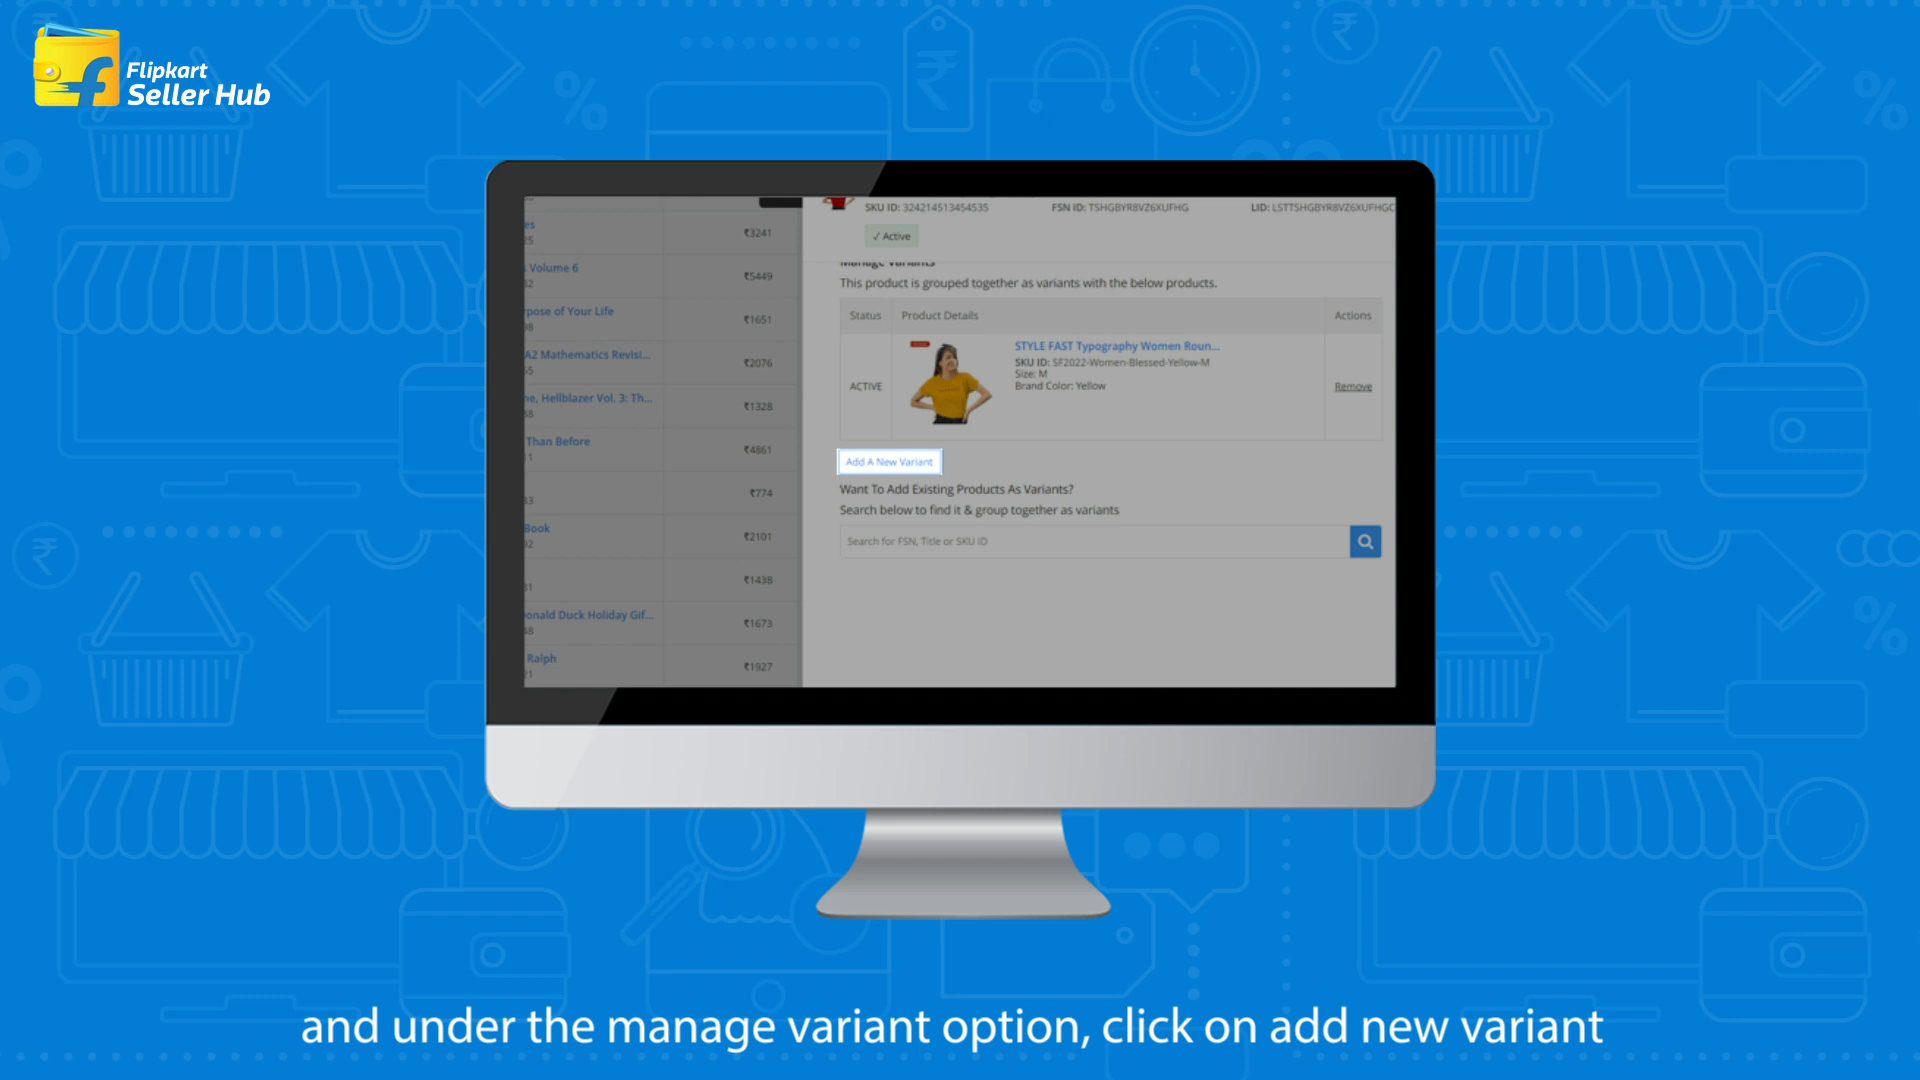 Flipkart
Seller Hub
SKU ID: 324214513454535
FSN ID: TSHGBYR8VZ6XUFHG
LID: LSTTSHGBYR8VZ6XUFHGC
✓ Active
Manage Variants
This product is grouped together as variants with the below products.
Status
Product Details
Actions
ACTIVE
STYLE FAST Typography Women Roun...
SKU ID: SF2022-Women-Blessed-Yellow-M
Size: M
Brand Color: Yellow
Remove
Add A New Variant
Want To Add Existing Products As Variants?
Search below to find it & group together as variants
Search for FSN, Title or SKU ID
₹3241
Volume 6
₹5449
pose of Your Life
₹1651
A2 Mathematics Revisi...
₹2076
ne, Hellblazer Vol. 3: Th...
₹1328
Than Before
₹4861
₹774
Book
₹2101
₹1438
onald Duck Holiday Gif...
₹1673
Ralph
₹1927
and under the manage variant option, click on add new variant